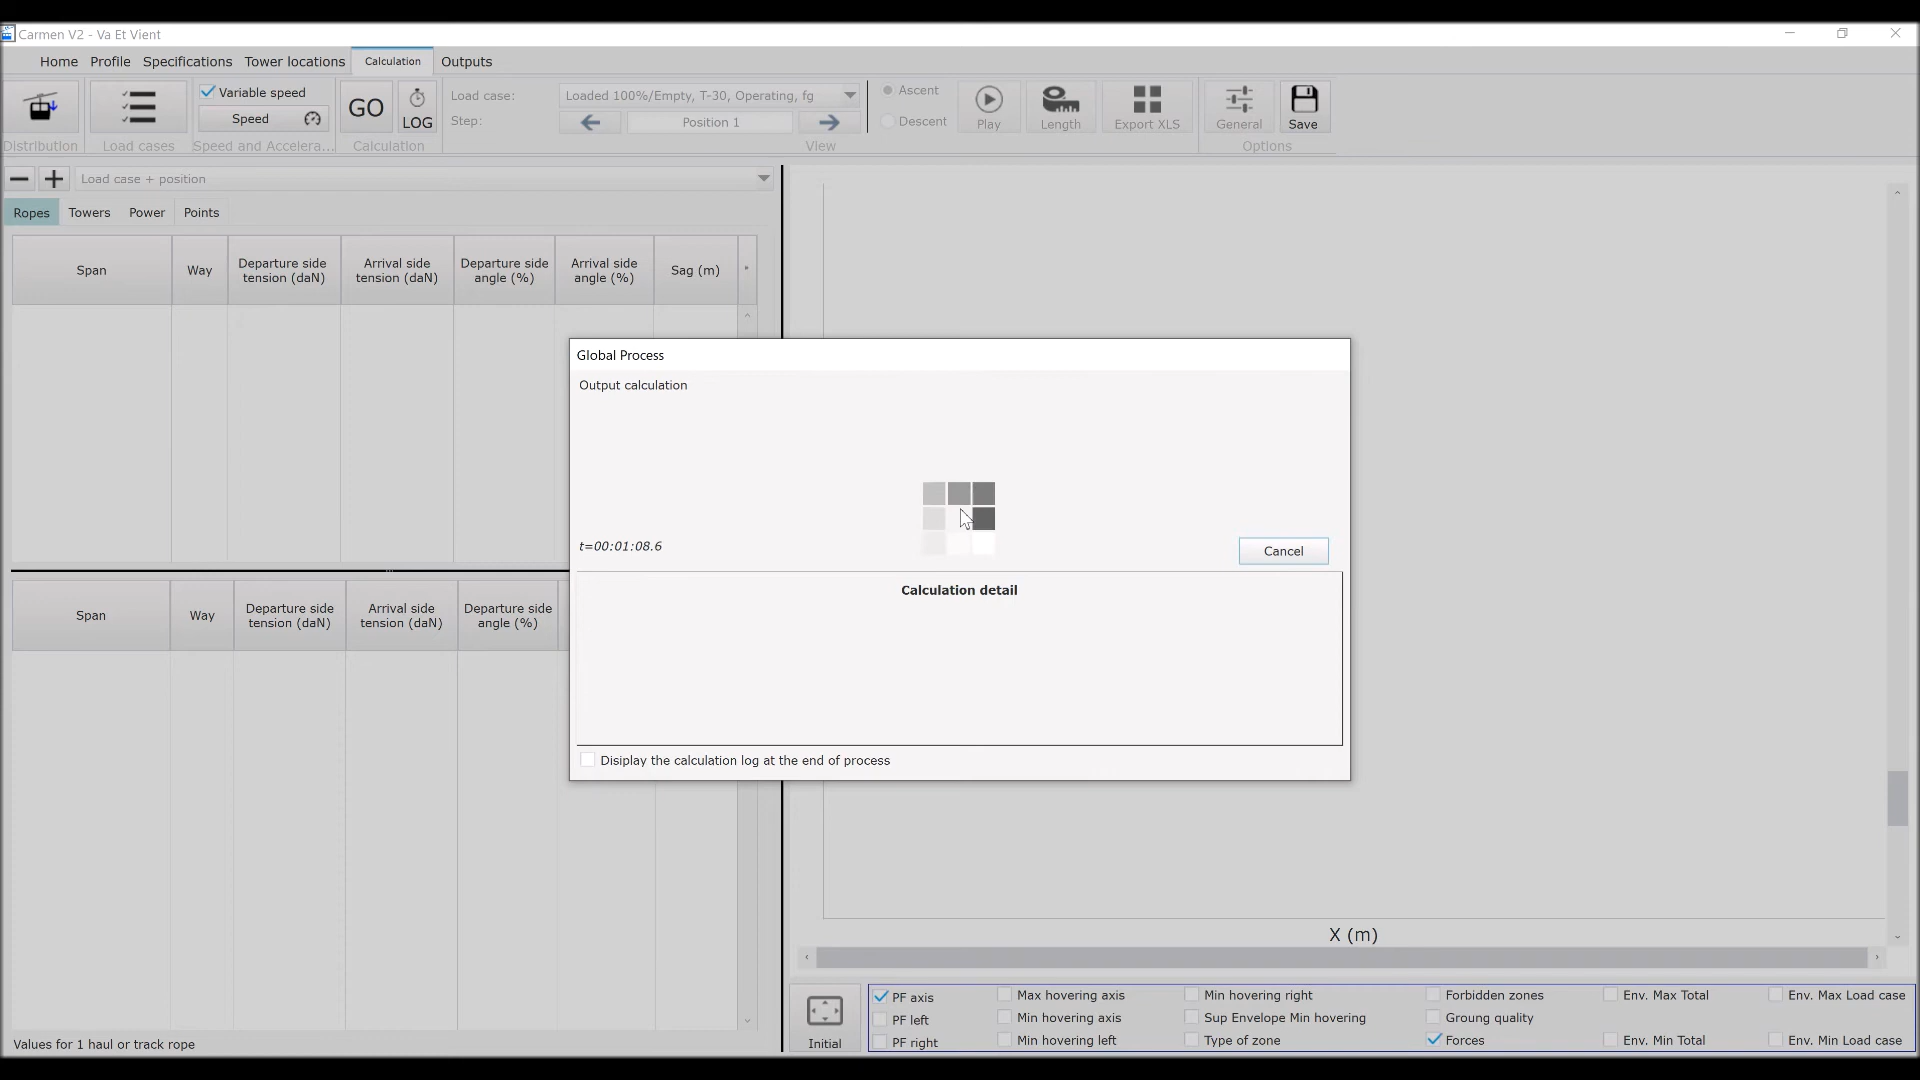 Carmen V2 - Va Et Vient
Home Profile Specifications Tower locations Calculation Outputs
Variable speed
Speed
GO
LOG
Load case:
Loaded 100%/Empty, T-30, Operating, fg
Step:
Position 1
Ascent
Descent
Play
Length
Export XLS
General
Save
Distribution
Load cases
Speed and Accelera...
Calculation
View
Options
Load case + position
Ropes Towers Power Points
Span
Way
Departure side
tension (daN)
Arrival side
tension (daN)
Departure side
angle (%)
Arrival side
angle (%)
Sag (m)
Global Process
Output calculation
t=00:01:08.6
Cancel
Calculation detail
Disiplay the calculation log at the end of process
Span
Way
Departure side
tension (daN)
Arrival side
tension (daN)
Departure side
angle (%)
X (m)
Initial
PF axis
PF left
PF right
Max hovering axis
Min hovering axis
Min hovering left
Min hovering right
Sup Envelope Min hovering
Type of zone
Forbidden zones
Groung quality
Forces
Env. Max Total
Env. Min Total
Env. Max Load case
Env. Min Load case
Values for 1 haul or track rope